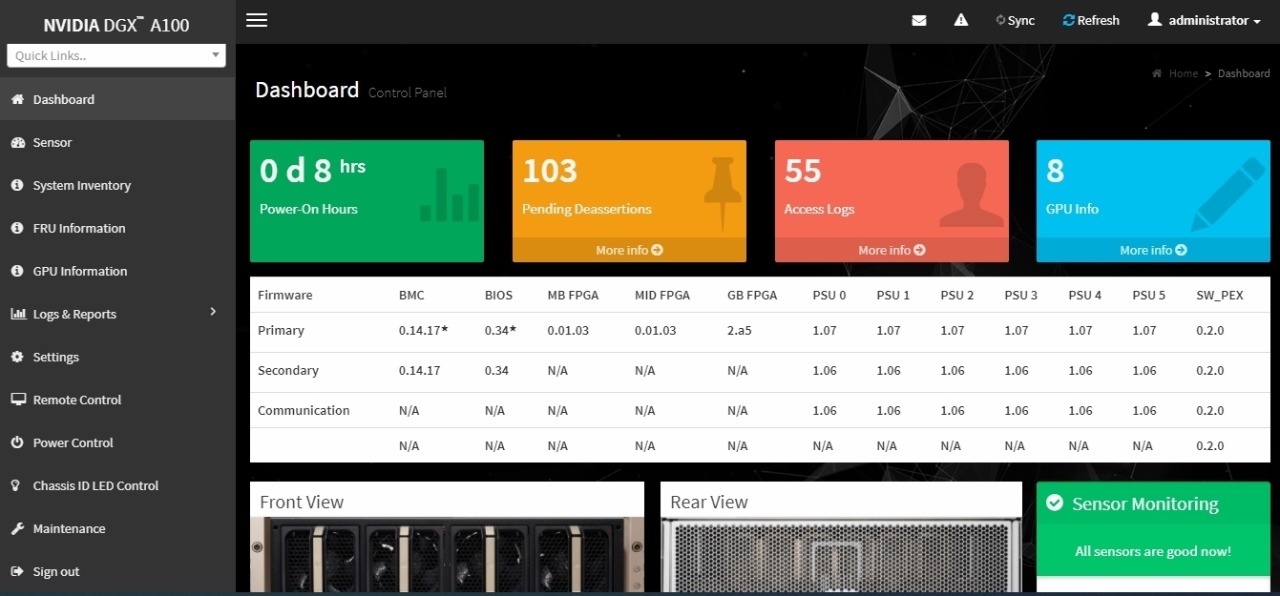 NVIDIA DGX™ A100
Sync
Refresh
administrator
Quick Links..
Dashboard
Sensor
System Inventory
FRU Information
GPU Information
Logs & Reports
Settings
Remote Control
Power Control
Chassis ID LED Control
Maintenance
Sign out
Dashboard Control Panel
Home > Dashboard
0 d 8 hrs
Power-On Hours
103
Pending Deassertions
More info
55
Access Logs
More info
8
GPU Info
More info
Firmware BMC BIOS MB FPGA MID FPGA GB FPGA PSU 0 PSU 1 PSU 2 PSU 3 PSU 4 PSU 5 SW_PEX
Primary 0.14.17* 0.34* 0.01.03 0.01.03 2.a5 1.07 1.07 1.07 1.07 1.07 1.07 0.2.0
Secondary 0.14.17 0.34 N/A N/A N/A 1.06 1.06 1.06 1.06 1.06 1.06 0.2.0
Communication N/A N/A N/A N/A N/A 1.06 1.06 1.06 1.06 1.06 1.06 0.2.0
N/A N/A N/A N/A N/A N/A N/A N/A N/A N/A N/A 0.2.0
Front View
Rear View
Sensor Monitoring
All sensors are good now!